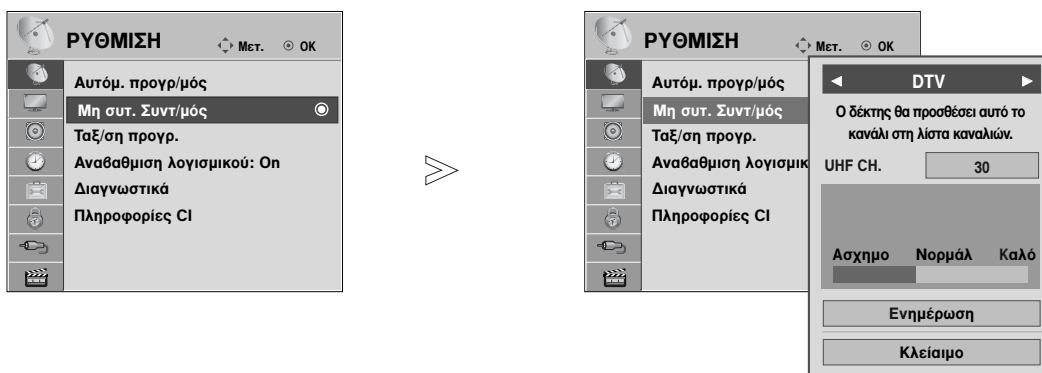 ΡΥΘΜΙΣΗ Μετ. OK
Αυτόμ. προγρ/μός
Μη συτ. Συντ/μός
Ταξ/ση προγρ.
Αναβαθμιση λογισμικού: On
Διαγνωστικά
Πληροφορίες CI
ΡΥΘΜΙΣΗ Μετ. OK
Αυτόμ. προγρ/μός
Μη συτ. Συντ/μός
Ταξ/ση προγρ.
Αναβαθμιση λογισμικ
Διαγνωστικά
Πληροφορίες CI
DTV
Ο δέκτης θα προσθέσει αυτό το
κανάλι στη λίστα καναλιών.
UHF CH. 30
Ασχημο Νορμάλ Καλό
Ενημέρωση
Κλείαιμο